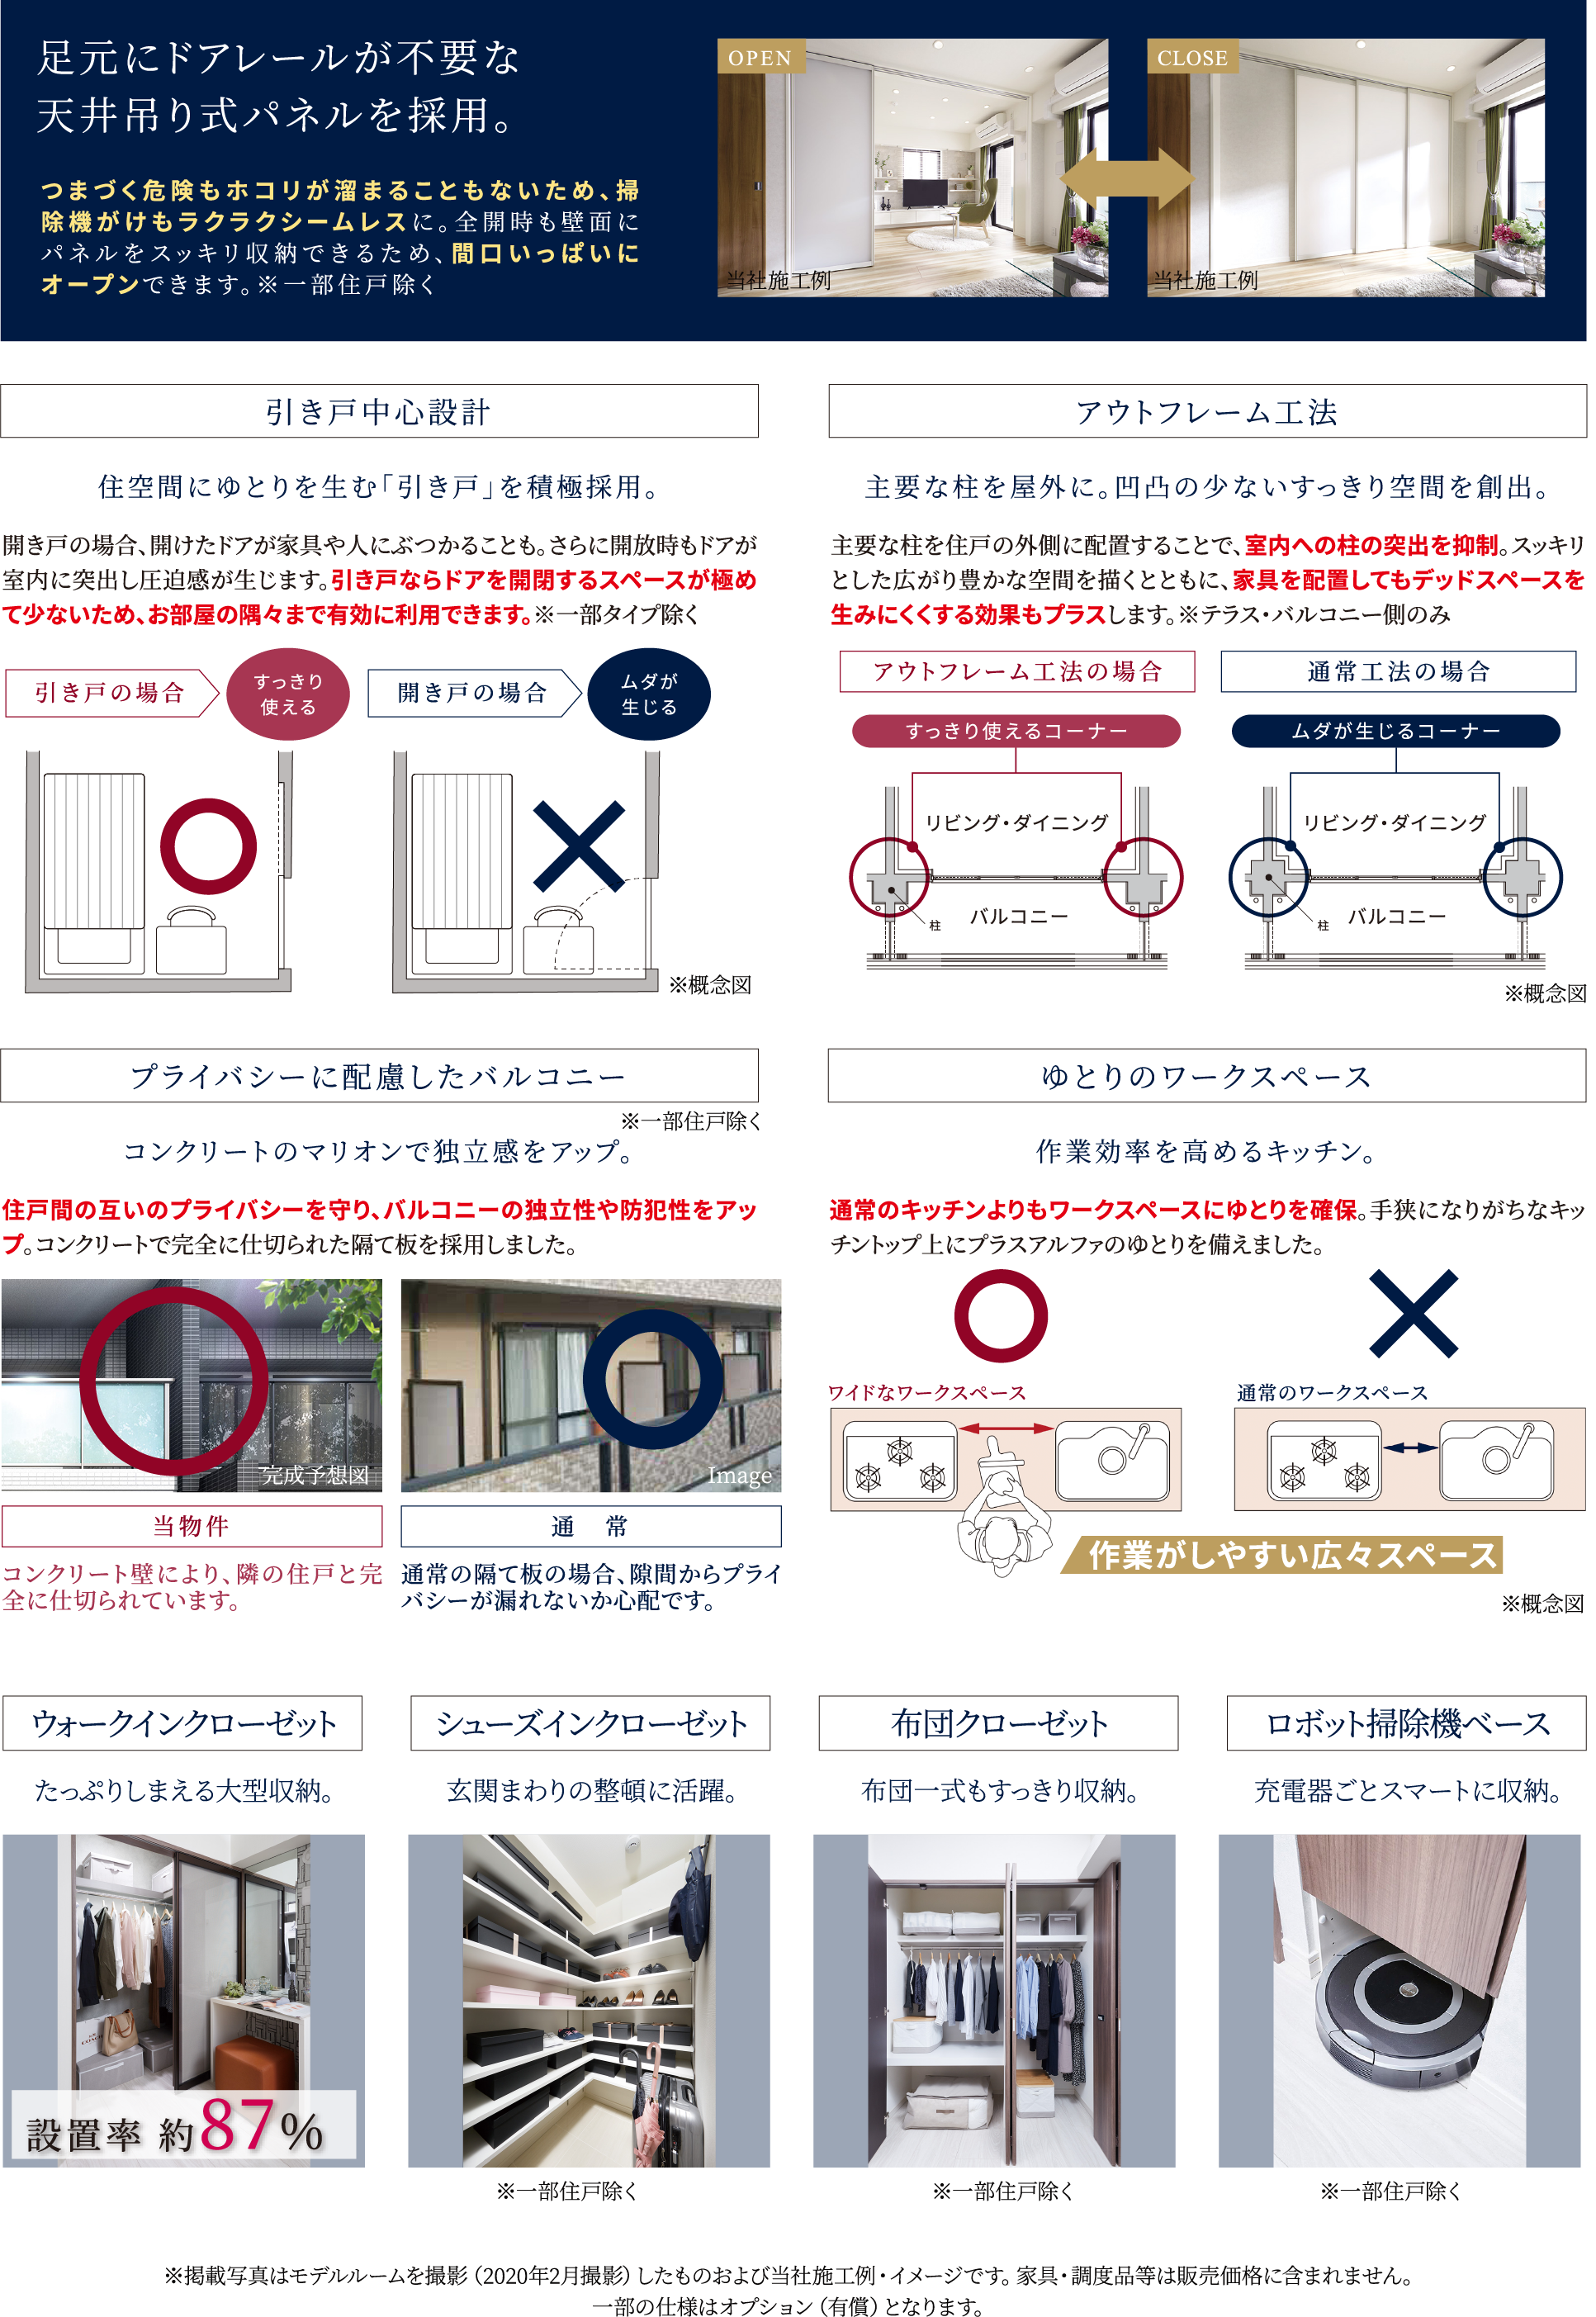 足元にドアレールが不要な
天井吊り式パネルを採用。
つまづく危険もホコリが溜まることもないため、掃
除機がけもラクラクシームレスに。全開時も壁面に
パネルをスッキリ収納できるため、間口いっぱいに
オープンできます。※一部住戸除く
OPEN
当社施工例
CLOSE
当社施工例
引き戸中心設計
住空間にゆとりを生む「引き戸」を積極採用。
開き戸の場合、開けたドアが家具や人にぶつかることも。さらに開放時もドアが
室内に突出し圧迫感が生じます。引き戸ならドアを開閉するスペースが極め
て少ないため、お部屋の隅々まで有効に利用できます。※一部タイプ除く
引き戸の場合
すっきり
使える
開き戸の場合
ムダが
生じる
※概念図
アウトフレーム工法
主要な柱を屋外に。凹凸の少ないすっきり空間を創出。
主要な柱を住戸の外側に配置することで、室内への柱の突出を抑制。スッキリ
とした広がり豊かな空間を描くとともに、家具を配置してもデッドスペースを
生みにくくする効果もプラスします。※テラス・バルコニー側のみ
アウトフレーム工法の場合
すっきり使えるコーナー
リビング・ダイニング
柱
バルコニー
通常工法の場合
ムダが生じるコーナー
リビング・ダイニング
柱
バルコニー
※概念図
プライバシーに配慮したバルコニー
※一部住戸除く
コンクリートのマリオンで独立感をアップ。
住戸間の互いのプライバシーを守り、バルコニーの独立性や防犯性をアッ
プ。コンクリートで完全に仕切られた隔て板を採用しました。
完成予想図
当物件
コンクリート壁により、隣の住戸と完
全に仕切られています。
Image
通　常
通常の隔て板の場合、隙間からプライ
バシーが漏れないか心配です。
ゆとりのワークスペース
作業効率を高めるキッチン。
通常のキッチンよりもワークスペースにゆとりを確保。手狭になりがちなキッ
チントップ上にプラスアルファのゆとりを備えました。
ワイドなワークスペース
通常のワークスペース
作業がしやすい広々スペース
※概念図
ウォークインクローゼット
たっぷりしまえる大型収納。
設置率 約87%
シューズインクローゼット
玄関まわりの整頓に活躍。
※一部住戸除く
布団クローゼット
布団一式もすっきり収納。
※一部住戸除く
ロボット掃除機ベース
充電器ごとスマートに収納。
※一部住戸除く
※掲載写真はモデルルームを撮影（2020年2月撮影）したものおよび当社施工例・イメージです。家具・調度品等は販売価格に含まれません。
一部の仕様はオプション（有償）となります。